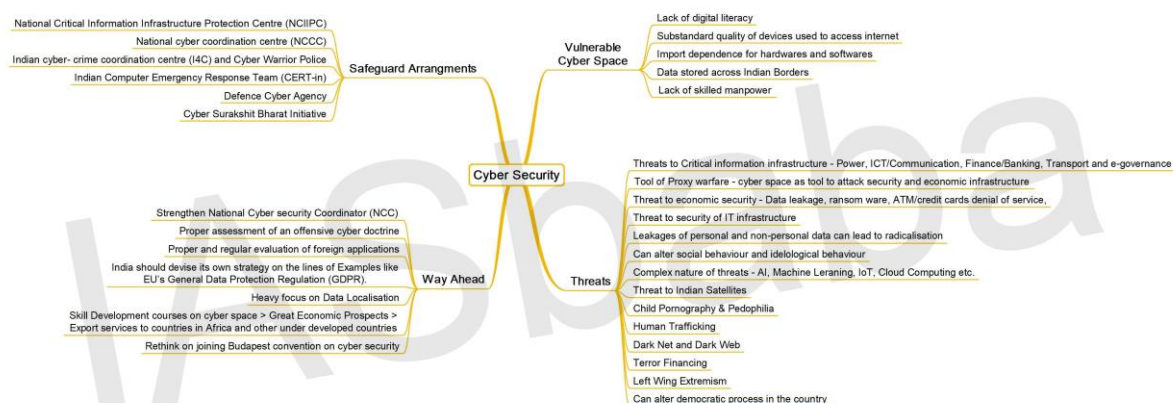 National Critical Information Infrastructure Protection Centre (NCIIPC)
National cyber coordination centre (NCCC)
Indian cyber- crime coordination centre (I4C) and Cyber Warrior Police
Indian Computer Emergency Response Team (CERT-in)
Defence Cyber Agency
Cyber Surakshit Bharat Initiative
Safeguard Arrangments
Vulnerable
Cyber Space
Lack of digital literacy
Substandard quality of devices used to access internet
Import dependence for hardwares and softwares
Data stored across Indian Borders
Lack of skilled manpower
Cyber Security
Strengthen National Cyber security Coordinator (NCC)
Proper assessment of an offensive cyber doctrine
Proper and regular evaluation of foreign applications
India should devise its own strategy on the lines of Examples like
EU's General Data Protection Regulation (GDPR).
Heavy focus on Data Localisation
Skill Development courses on cyber space > Great Economic Prospects >
Export services to countries in Africa and other under developed countries
Rethink on joining Budapest convention on cyber security
Way Ahead
Threats
Threats to Critical information infrastructure - Power, ICT/Communication, Finance/Banking, Transport and e-governance
Tool of Proxy warfare - cyber space as tool to attack security and economic infrastructure
Threat to economic security - Data leakage, ransom ware, ATM/credit cards denial of service,
Threat to security of IT infrastructure
Leakages of personal and non-personal data can lead to radicalisation
Can alter social behaviour and idelological behaviour
Complex nature of threats - AI, Machine Leraning, IoT, Cloud Computing etc.
Threat to Indian Satellites
Child Pornography & Pedophilia
Human Trafficking
Dark Net and Dark Web
Terror Financing
Left Wing Extremism
Can alter democratic process in the country
IASbaba